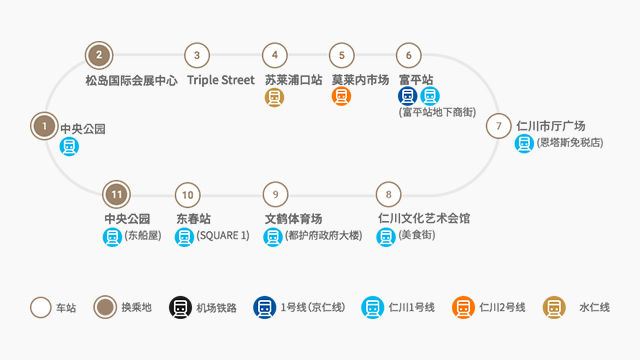 2
3
4
5
6
松岛国际会展中心
Triple Street
苏莱浦口站
莫莱内市场
富平站
(富平站地下商街)
1
中央公园
7
仁川市厅广场
(恩塔斯免税店)
11
10
9
8
中央公园
(东船屋)
东春站
(SQUARE 1)
文鹤体育场
(都护府政府大楼)
仁川文化艺术会馆
(美食街)
车站
换乘地
机场铁路
1号线(京仁线)
仁川1号线
仁川2号线
水仁线